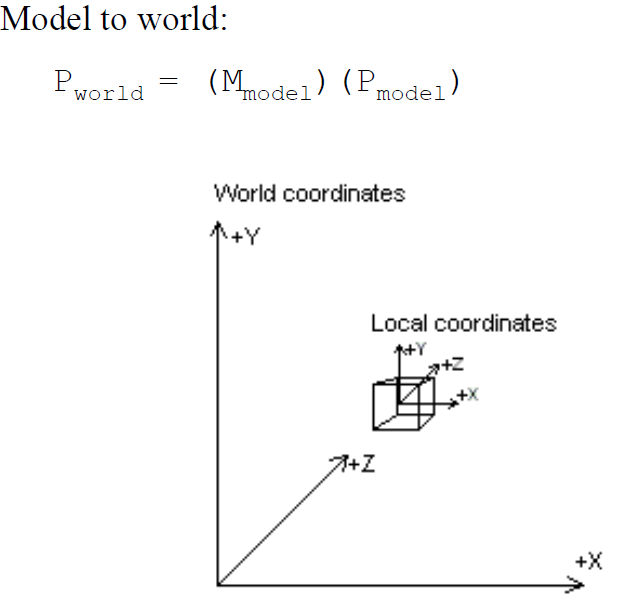 Model to world:
P_world = (M_model)(P_model)
World coordinates
+Y
Local coordinates
+Y
+Z
+X
+Z
+X